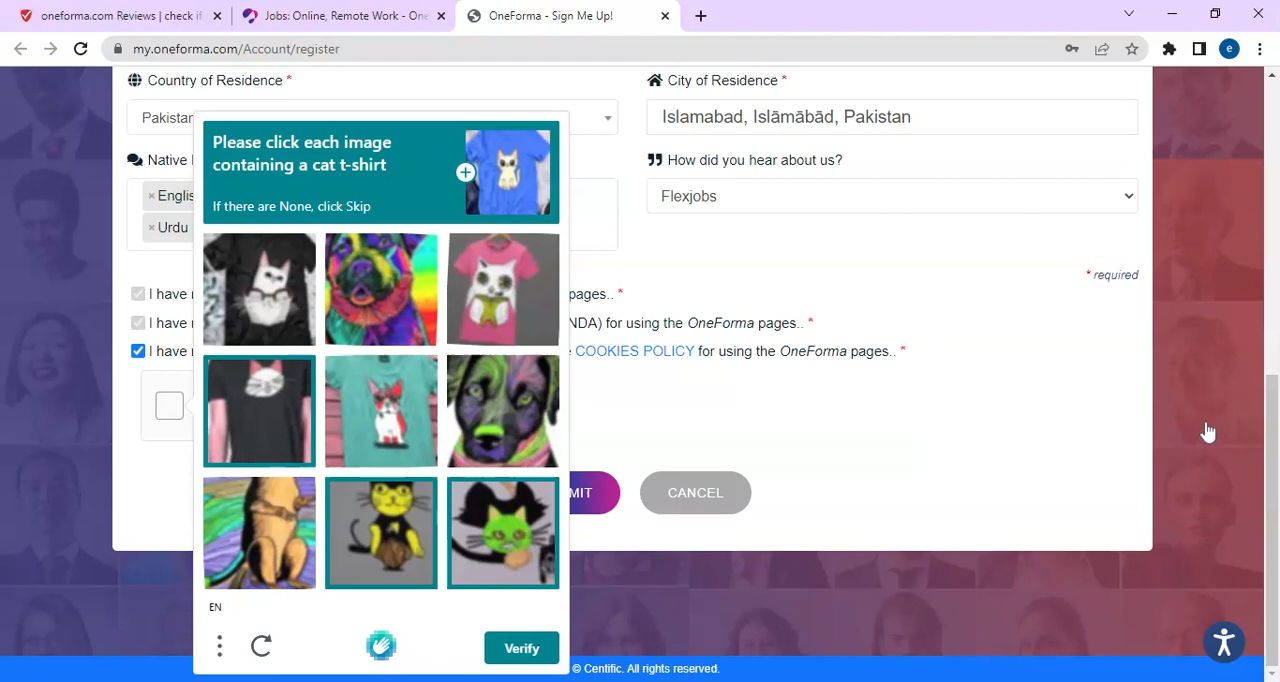 oneforma.com Review | check if
Jobs: Online, Remote Work - One
OneForma - Sign Me Up!
my.oneforma.com/Account/register
e
Country of Residence *
City of Residence *
Pakistan
Islamabad, Islāmābād, Pakistan
Native
How did you hear about us?
× Englis
Flexjobs
× Urdu
* required
Please click each image
containing a cat t-shirt
If there are None, click Skip
I have
pages.. *
I have
NDA) for using the OneForma pages.. *
I have
COOKIES POLICY for using the OneForma pages.. *
MIT
CANCEL
EN
Verify
© Centific. All rights reserved.